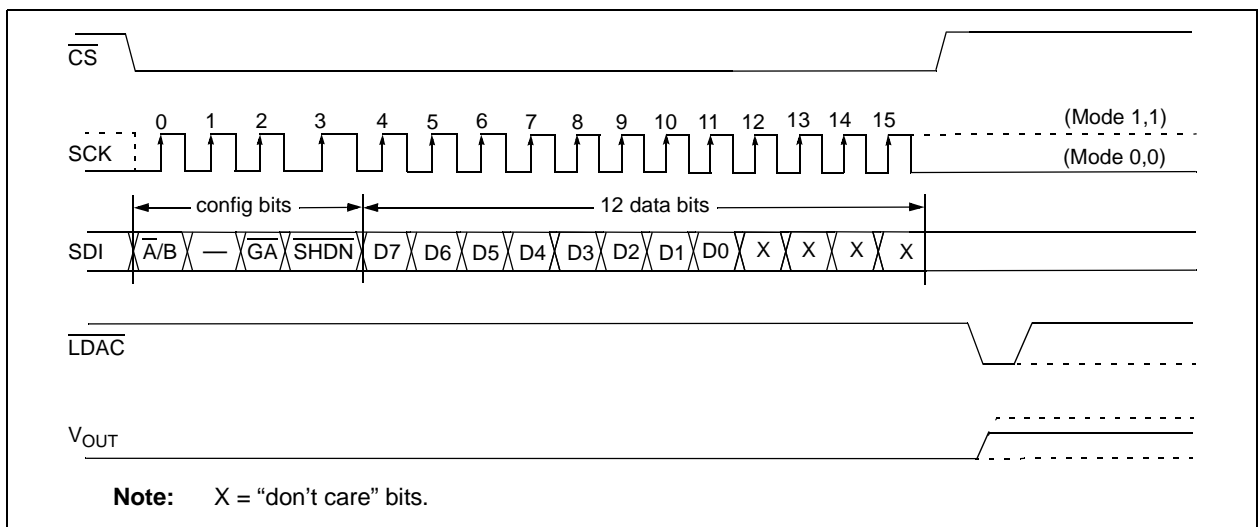 CS
0 1 2 3 4 5 6 7 8 9 10 11 12 13 14 15
(Mode 1,1)
SCK
(Mode 0,0)
config bits
12 data bits
SDI
A/B — GA SHDN D7 D6 D5 D4 D3 D2 D1 D0 X X X X
LDAC
VOUT
Note: X = “don’t care” bits.